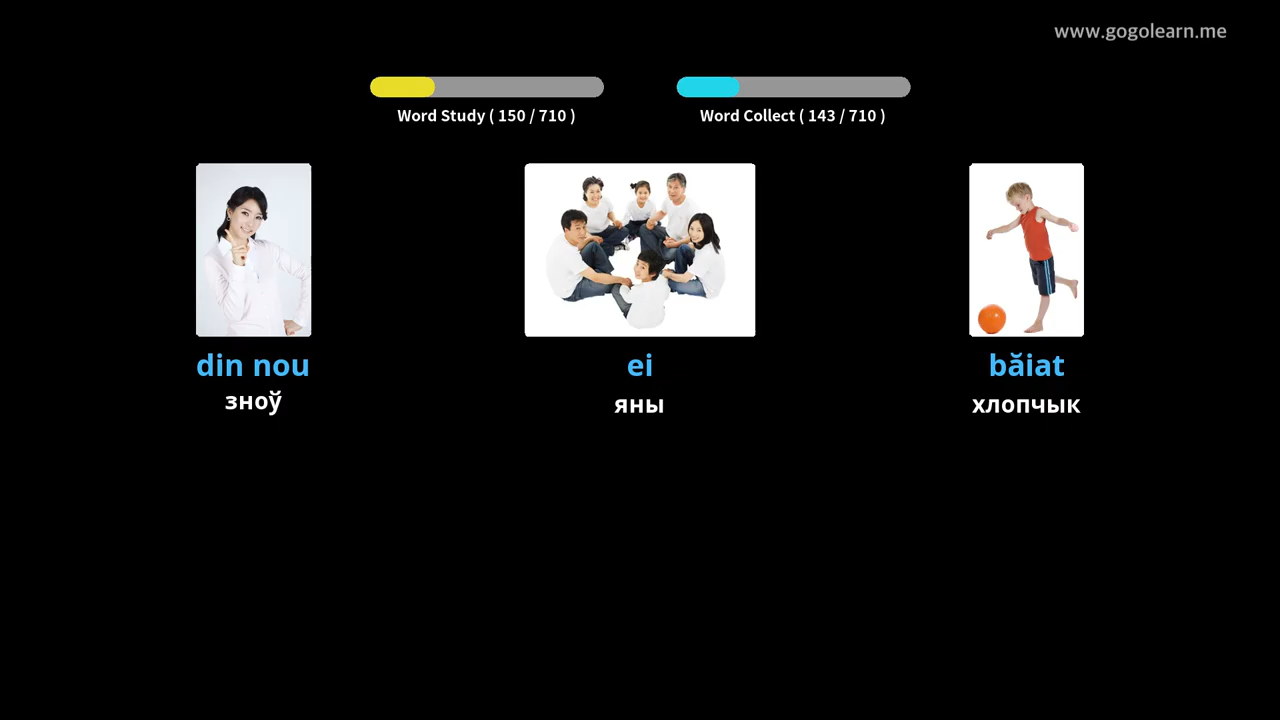 www.gogolearn.me
Word Study ( 150 / 710 )
Word Collect ( 143 / 710 )
din nou
зноў
ei
яны
băiat
хлопчык